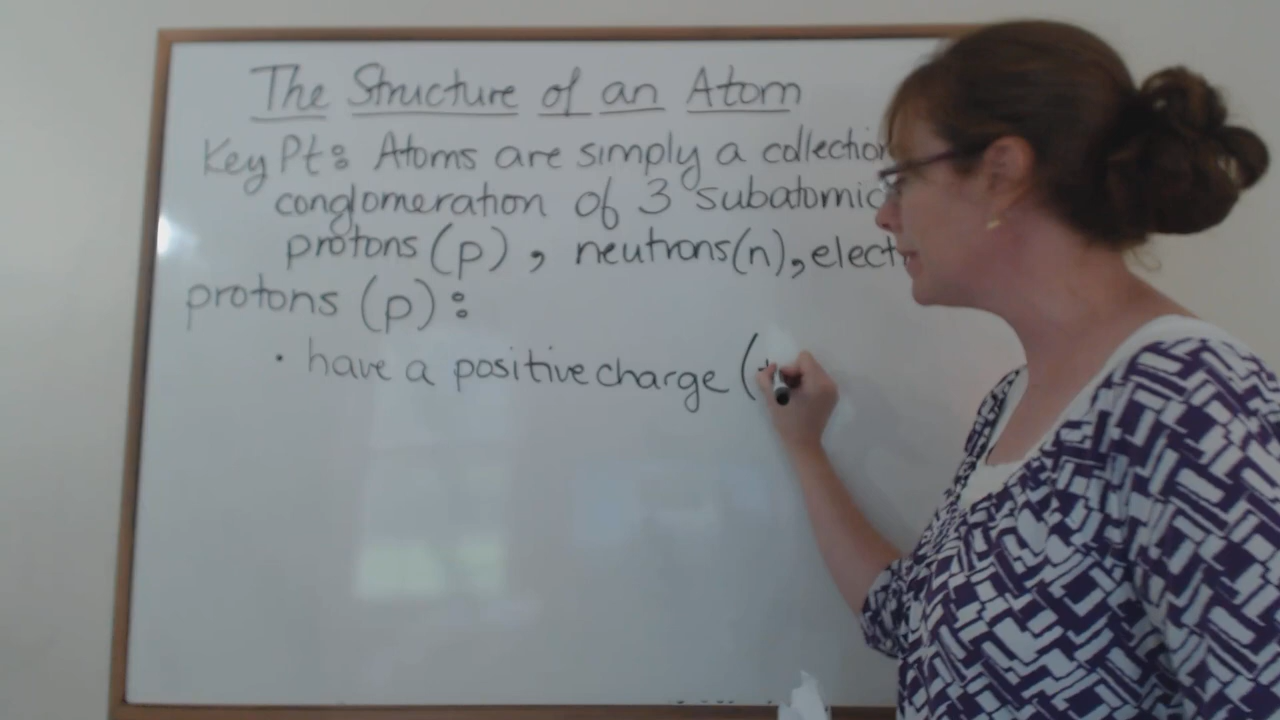 The Structure of an Atom
Key Pt: Atoms are simply a collection
conglomeration of 3 subatomic
protons (p), neutrons(n), elect
protons (p):
• have a positive charge (+